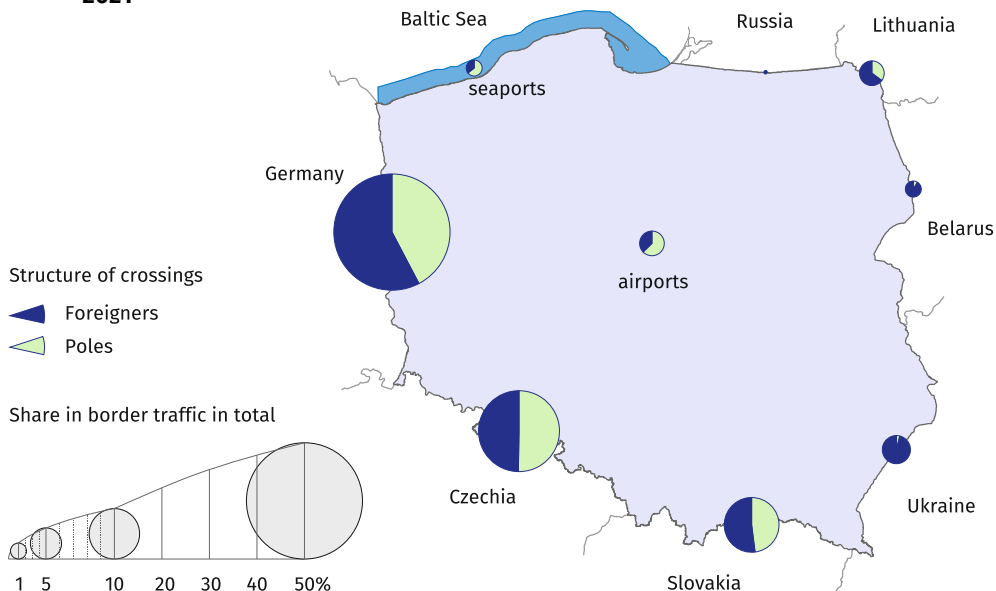 2021
Baltic Sea
Russia
Lithuania
seaports
Germany
Belarus
airports
Structure of crossings
Foreigners
Poles
Share in border traffic in total
Czechia
Ukraine
Slovakia
1 5 10 20 30 40 50%